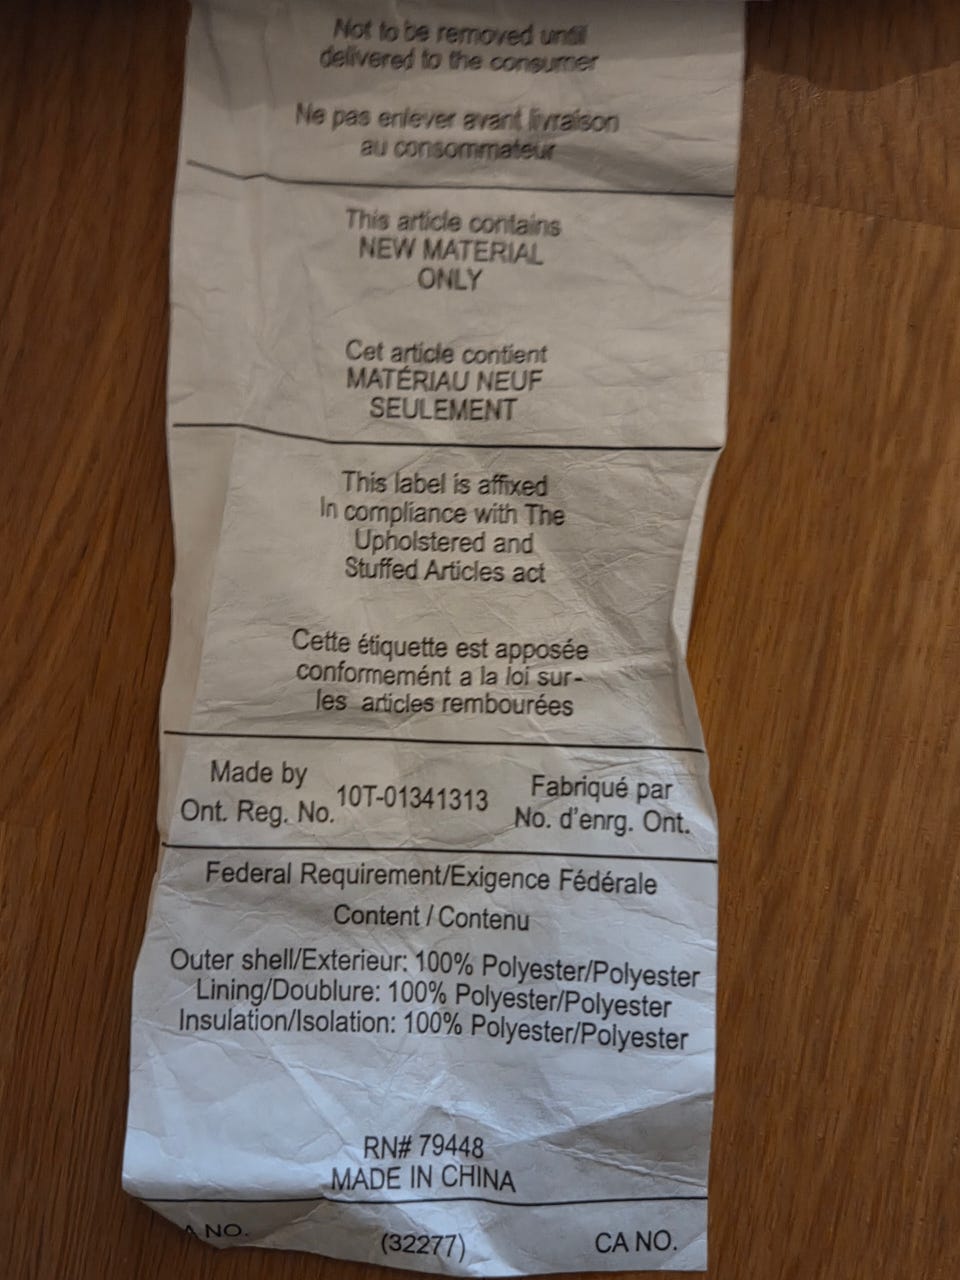 Not to be removed until
delivered to the consumer
Ne pas enlever avant livraison
au consommateur
This article contains
NEW MATERIAL
ONLY
Cet article contient
MATÉRIAU NEUF
SEULEMENT
This label is affixed
In compliance with The
Upholstered and
Stuffed Articles act
Cette étiquette est apposée
conformemént a la loi sur-
les articles rembourées
Made by 10T-01341313 Fabriqué par
Ont. Reg. No. No. d'enrg. Ont.
Federal Requirement/Exigence Fédérale
Content / Contenu
Outer shell/Exterieur: 100% Polyester/Polyester
Lining/Doublure: 100% Polyester/Polyester
Insulation/Isolation: 100% Polyester/Polyester
RN# 79448
MADE IN CHINA
A NO. (32277) CA NO.